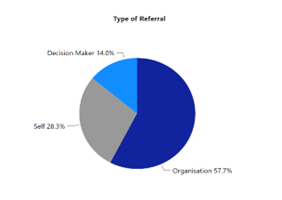 Type of Referral
Decision Maker 14.0%
Self 28.3%
Organisation 57.7%